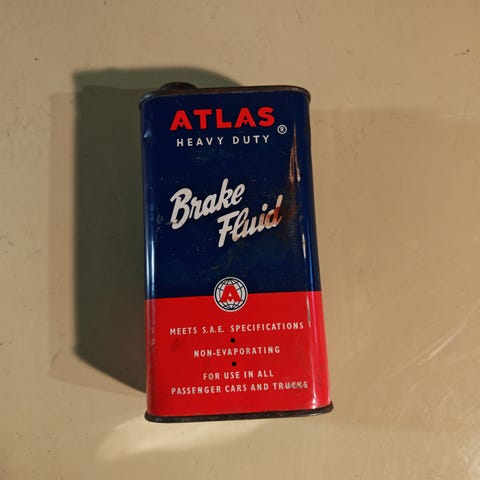 ATLAS
HEAVY DUTY ®
Brake
Fluid
A
MEETS S.A.E. SPECIFICATIONS
•
NON-EVAPORATING
•
FOR USE IN ALL
PASSENGER CARS AND TRUCKS